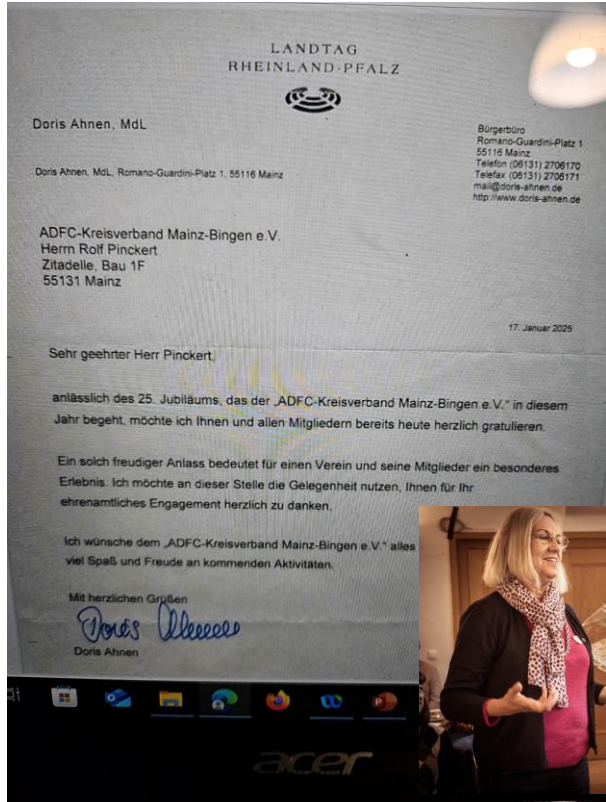 LANDTAG
RHEINLAND-PFALZ
Doris Ahnen, MdL
Bürgerbüro
Romano-Guardini-Platz 1
55116 Mainz
Telefon (06131) 2706170
Telefax (06131) 2706171
mail@doris-ahnen.de
http://www.doris-ahnen.de
Doris Ahnen, MdL, Romano-Guardini-Platz 1, 55116 Mainz
ADFC-Kreisverband Mainz-Bingen e.V.
Herrn Rolf Pinckert
Zitadelle, Bau 1F
55131 Mainz
17. Januar 2025
Sehr geehrter Herr Pinckert,
anlässlich des 25. Jubiläums, das der „ADFC-Kreisverband Mainz-Bingen e.V.“ in diesem
Jahr begeht, möchte ich Ihnen und allen Mitgliedern bereits heute herzlich gratulieren.
Ein solch freudiger Anlass bedeutet für einen Verein und seine Mitglieder ein besonderes
Erlebnis. Ich möchte an dieser Stelle die Gelegenheit nutzen, Ihnen für Ihr
ehrenamtliches Engagement herzlich zu danken.
Ich wünsche dem „ADFC-Kreisverband Mainz-Bingen e.V.“ alles
viel Spaß und Freude an kommenden Aktivitäten.
Mit herzlichen Grüßen
Doris Ahnen
Doris Ahnen
acer